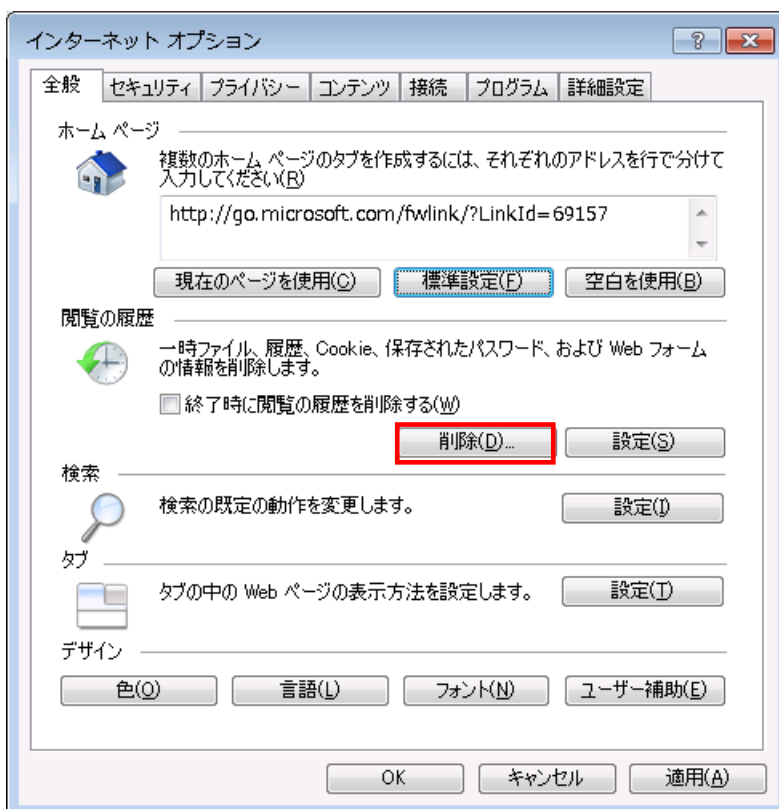 インターネット オプション
全般 セキュリティ プライバシー コンテンツ 接続 プログラム 詳細設定
ホーム ページ
複数のホーム ページのタブを作成するには、それぞれのアドレスを行で分けて
入力してください(R)
http://go.microsoft.com/fwlink/?LinkId=69157
現在のページを使用(C) 標準設定(F) 空白を使用(B)
閲覧の履歴
一時ファイル、履歴、Cookie、保存されたパスワード、および Web フォーム
の情報を削除します。
終了時に閲覧の履歴を削除する(W)
削除(D)... 設定(S)
検索
検索の既定の動作を変更します。 設定(I)
タブ
タブの中の Web ページの表示方法を設定します。 設定(T)
デザイン
色(O) 言語(L) フォント(N) ユーザー補助(E)
OK キャンセル 適用(A)